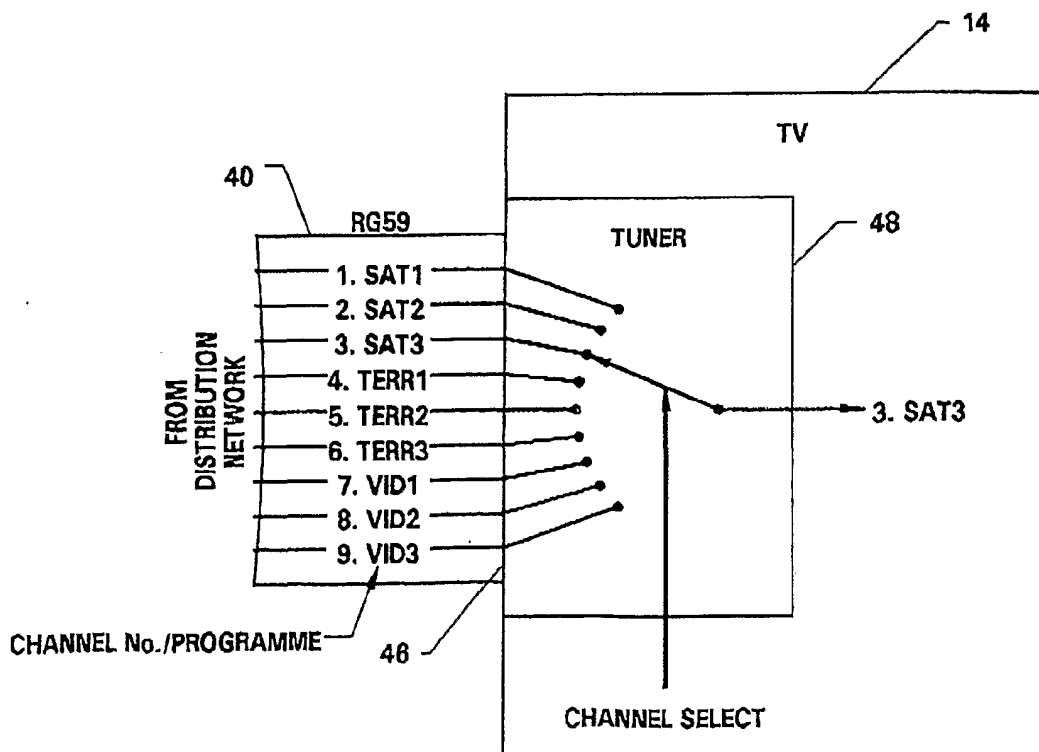 14
TV
40
RG59
TUNER
48
1. SAT1
2. SAT2
3. SAT3
4. TERR1
5. TERR2
6. TERR3
7. VID1
8. VID2
9. VID3
FROM
DISTRIBUTION
NETWORK
3. SAT3
CHANNEL No./PROGRAMME
46
CHANNEL SELECT